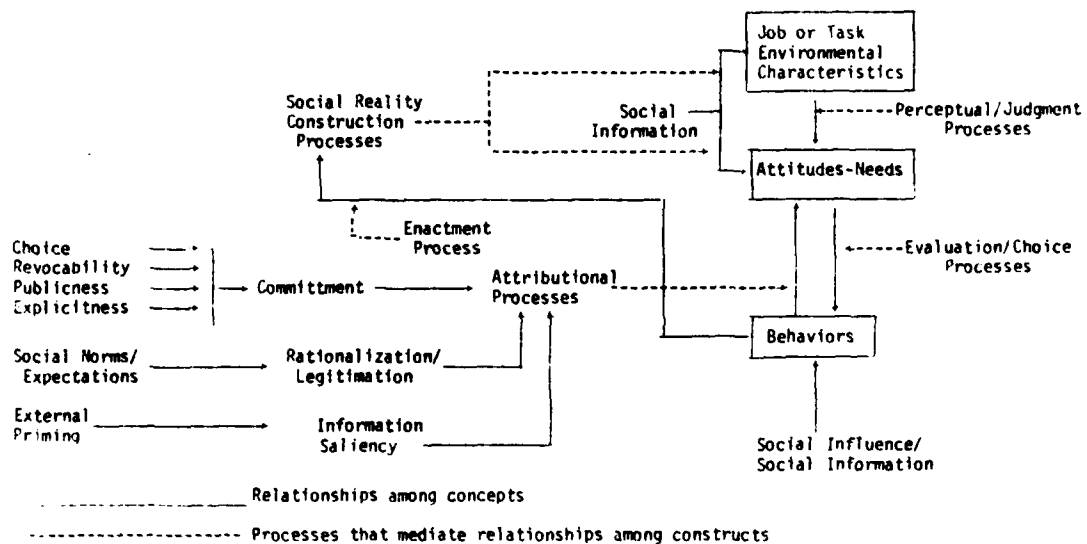 Job or Task
Environmental
Characteristics
Social Reality
Construction
Processes
Social
Information
Perceptual/Judgment
Processes
Attitudes-Needs
Enactment
Process
Evaluation/Choice
Processes
Choice
Revocability
Publicness
Explicitness
Committment
Attributional
Processes
Behaviors
Social Norms/
Expectations
Rationalization/
Legitimation
External
Priming
Information
Saliency
Social Influence/
Social Information
Relationships among concepts
Processes that mediate relationships among constructs